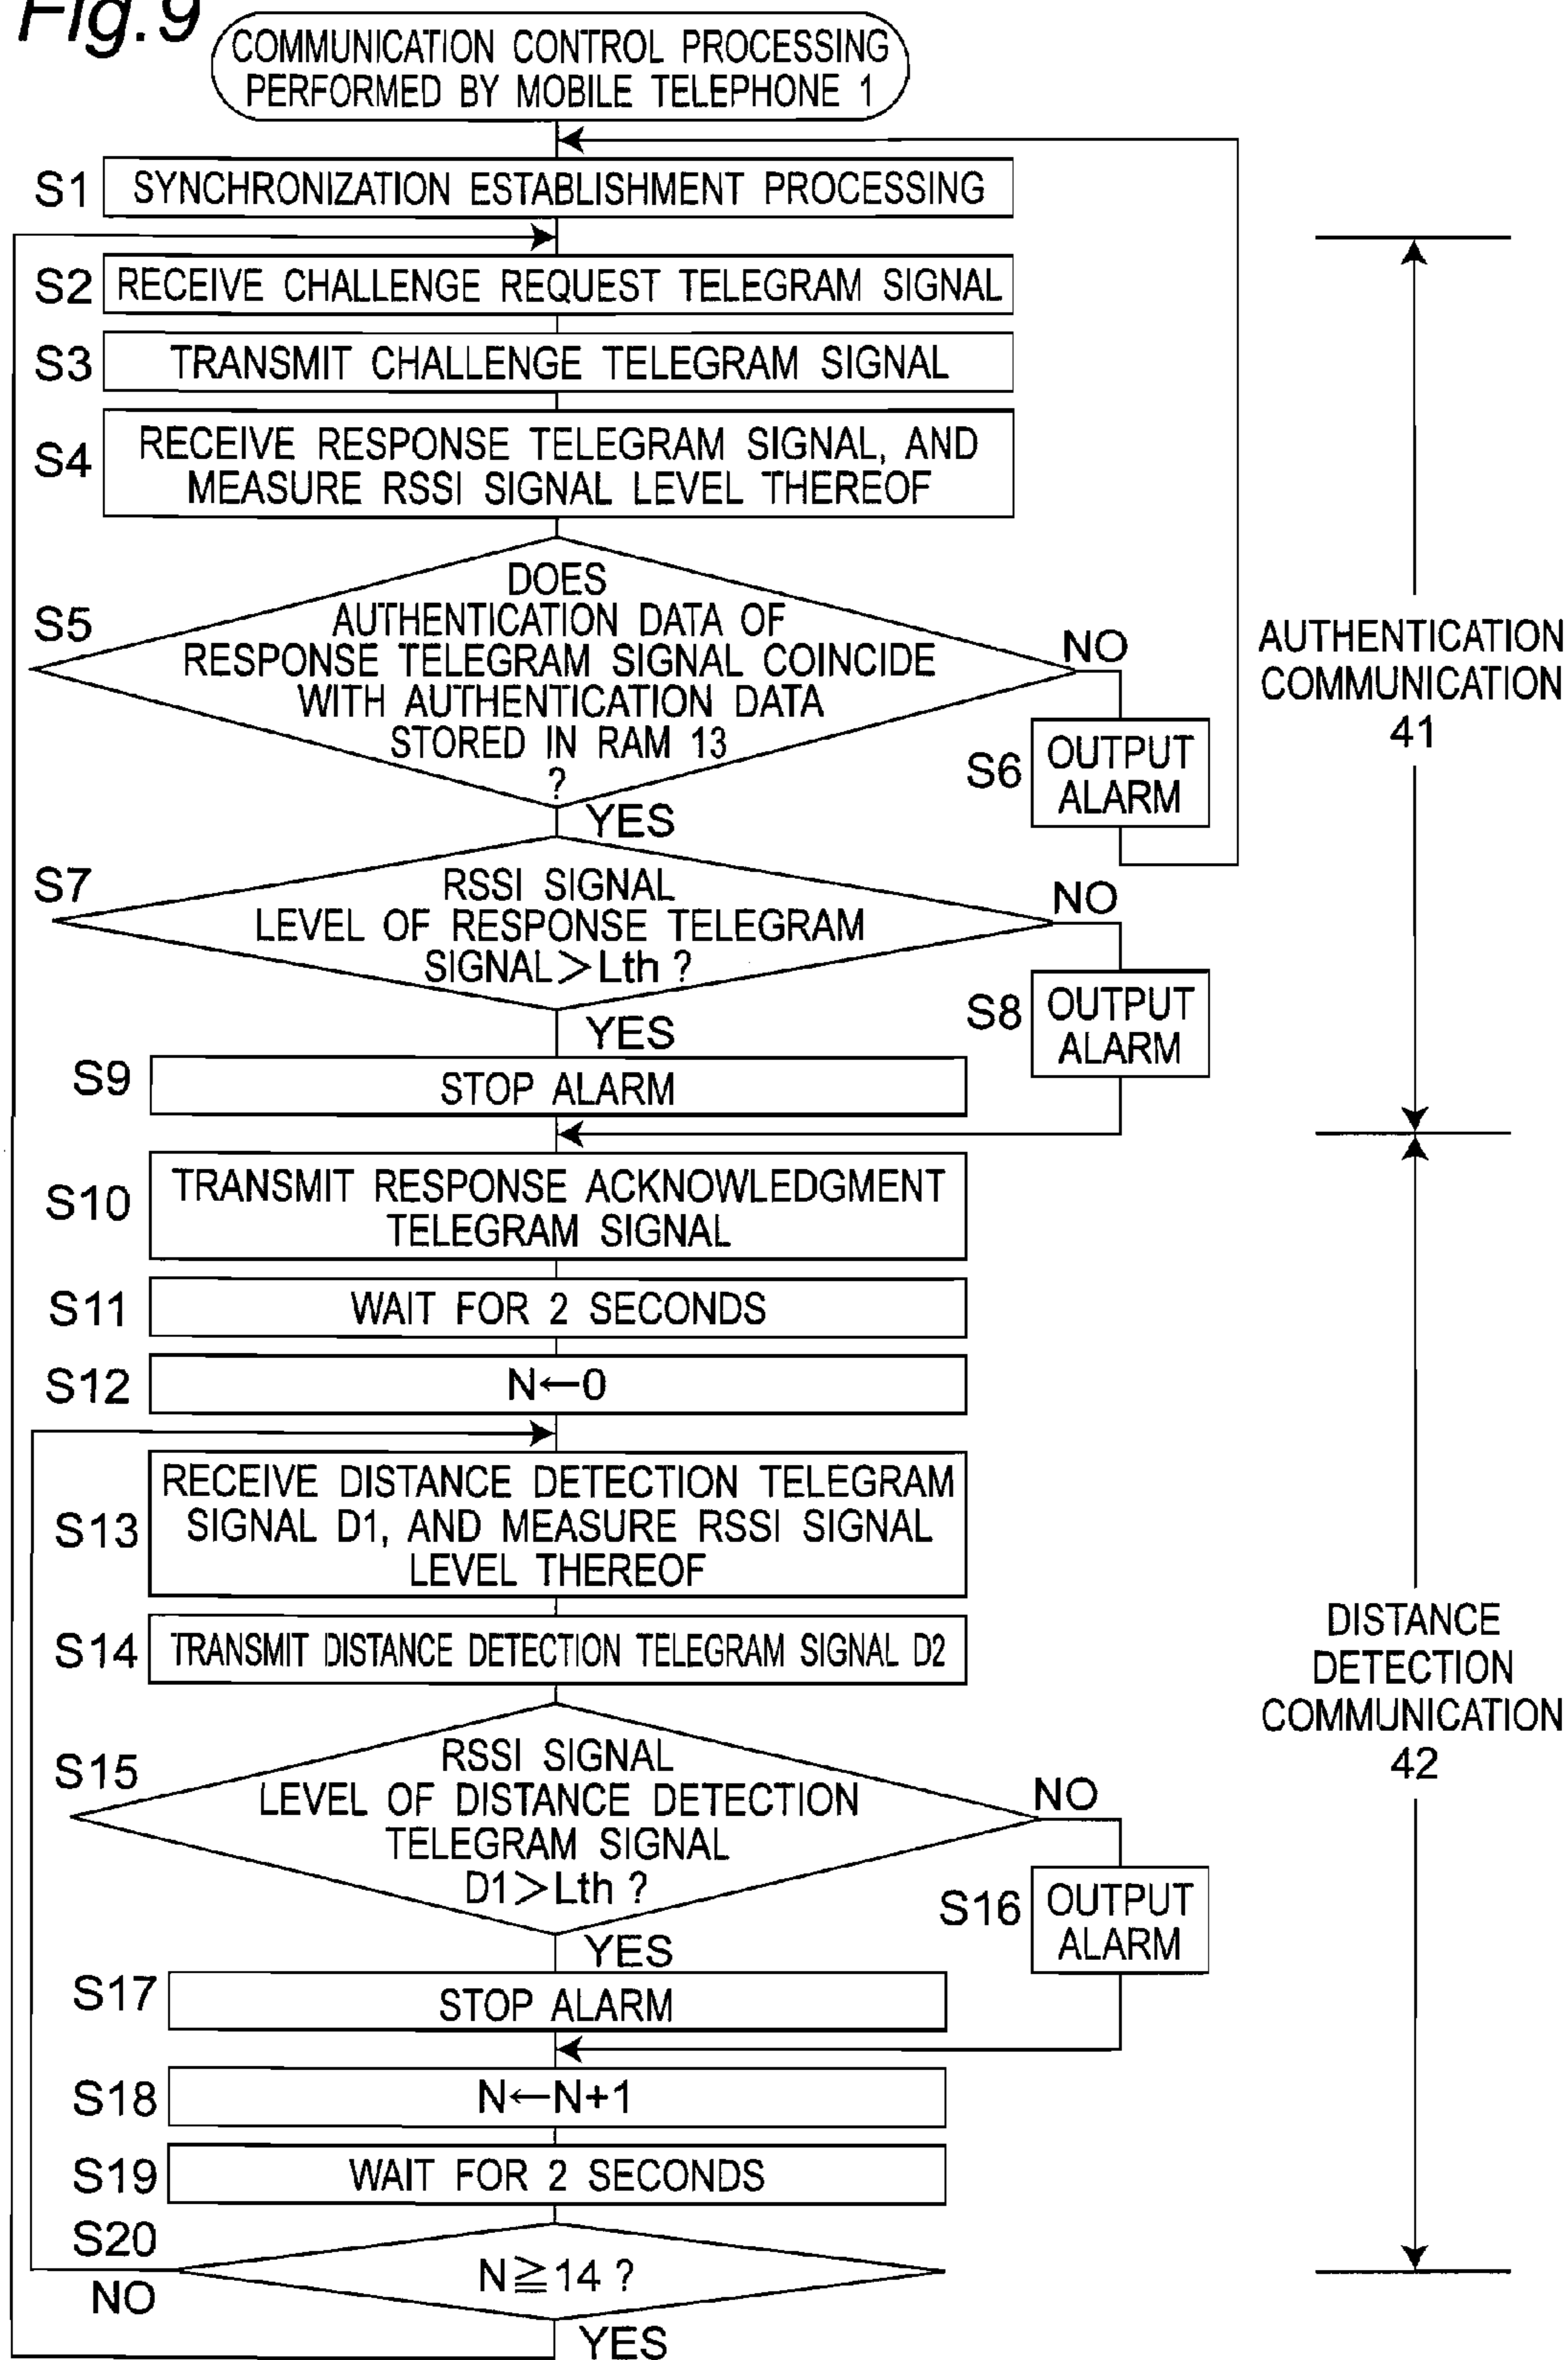 Fig.9
COMMUNICATION CONTROL PROCESSING
PERFORMED BY MOBILE TELEPHONE 1
S1
SYNCHRONIZATION ESTABLISHMENT PROCESSING
S2
RECEIVE CHALLENGE REQUEST TELEGRAM SIGNAL
S3
TRANSMIT CHALLENGE TELEGRAM SIGNAL
S4
RECEIVE RESPONSE TELEGRAM SIGNAL, AND
MEASURE RSSI SIGNAL LEVEL THEREOF
S5
DOES
AUTHENTICATION DATA OF
RESPONSE TELEGRAM SIGNAL COINCIDE
WITH AUTHENTICATION DATA
STORED IN RAM 13
?
NO
S6
OUTPUT
ALARM
YES
AUTHENTICATION
COMMUNICATION
41
S7
RSSI SIGNAL
LEVEL OF RESPONSE TELEGRAM
SIGNAL>Lth ?
NO
S8
OUTPUT
ALARM
YES
S9
STOP ALARM
S10
TRANSMIT RESPONSE ACKNOWLEDGMENT
TELEGRAM SIGNAL
S11
WAIT FOR 2 SECONDS
S12
N←0
S13
RECEIVE DISTANCE DETECTION TELEGRAM
SIGNAL D1, AND MEASURE RSSI SIGNAL
LEVEL THEREOF
S14
TRANSMIT DISTANCE DETECTION TELEGRAM SIGNAL D2
DISTANCE
DETECTION
COMMUNICATION
42
S15
RSSI SIGNAL
LEVEL OF DISTANCE DETECTION
TELEGRAM SIGNAL
D1>Lth ?
NO
S16
OUTPUT
ALARM
YES
S17
STOP ALARM
S18
N←N+1
S19
WAIT FOR 2 SECONDS
S20
N≧14 ?
NO
YES